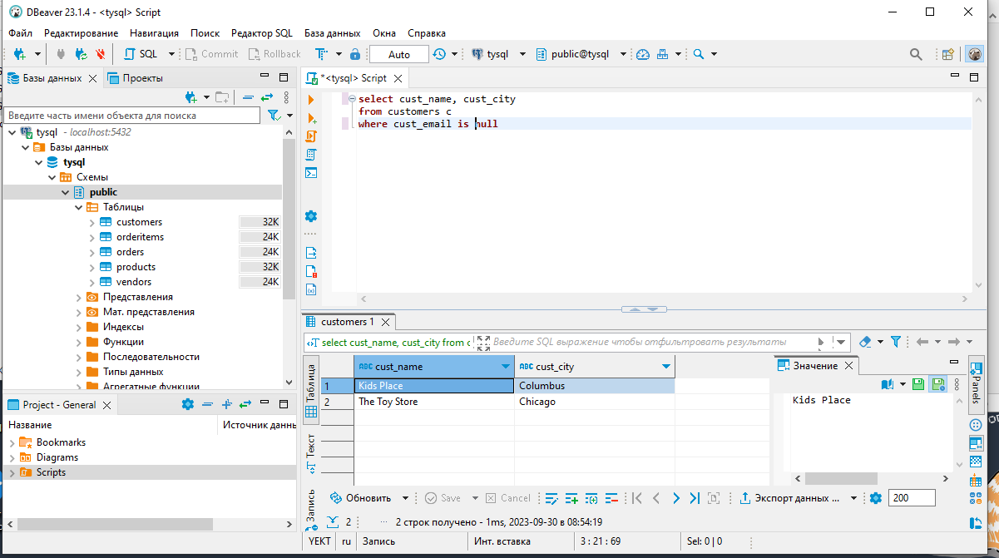 DBeaver 23.1.4 - <tysql> Script
Файл Редактирование Навигация Поиск Редактор SQL База данных Окна Справка
SQL Commit Rollback Auto tysql public@tysql
Базы данных Проекты
Введите часть имени объекта для поиска
tysql - localhost:5432
Базы данных
tysql
Схемы
public
Таблицы
customers 32K
orderitems 24K
orders 24K
products 32K
vendors 24K
Представления
Мат. представления
Индексы
Функции
Последовательности
Типы данных
Агрегатные функции
Project - General
Название Источник данн
Bookmarks
Diagrams
Scripts
*<tysql> Script
select cust_name, cust_city
from customers c
where cust_email is null
customers 1
select cust_name, cust_city from c Введите SQL выражение чтобы отфильтровать результаты
Таблица
Текст
Запись
ABC cust_name ABC cust_city
1 Kids Place Columbus
2 The Toy Store Chicago
Значение
Kids Place
Panels
Обновить Save Cancel Экспорт данных ... 200
2 2 строк получено - 1ms, 2023-09-30 в 08:54:19
YEKT ru Запись Инт. вставка 3 : 21 : 69 Sel: 0 | 0